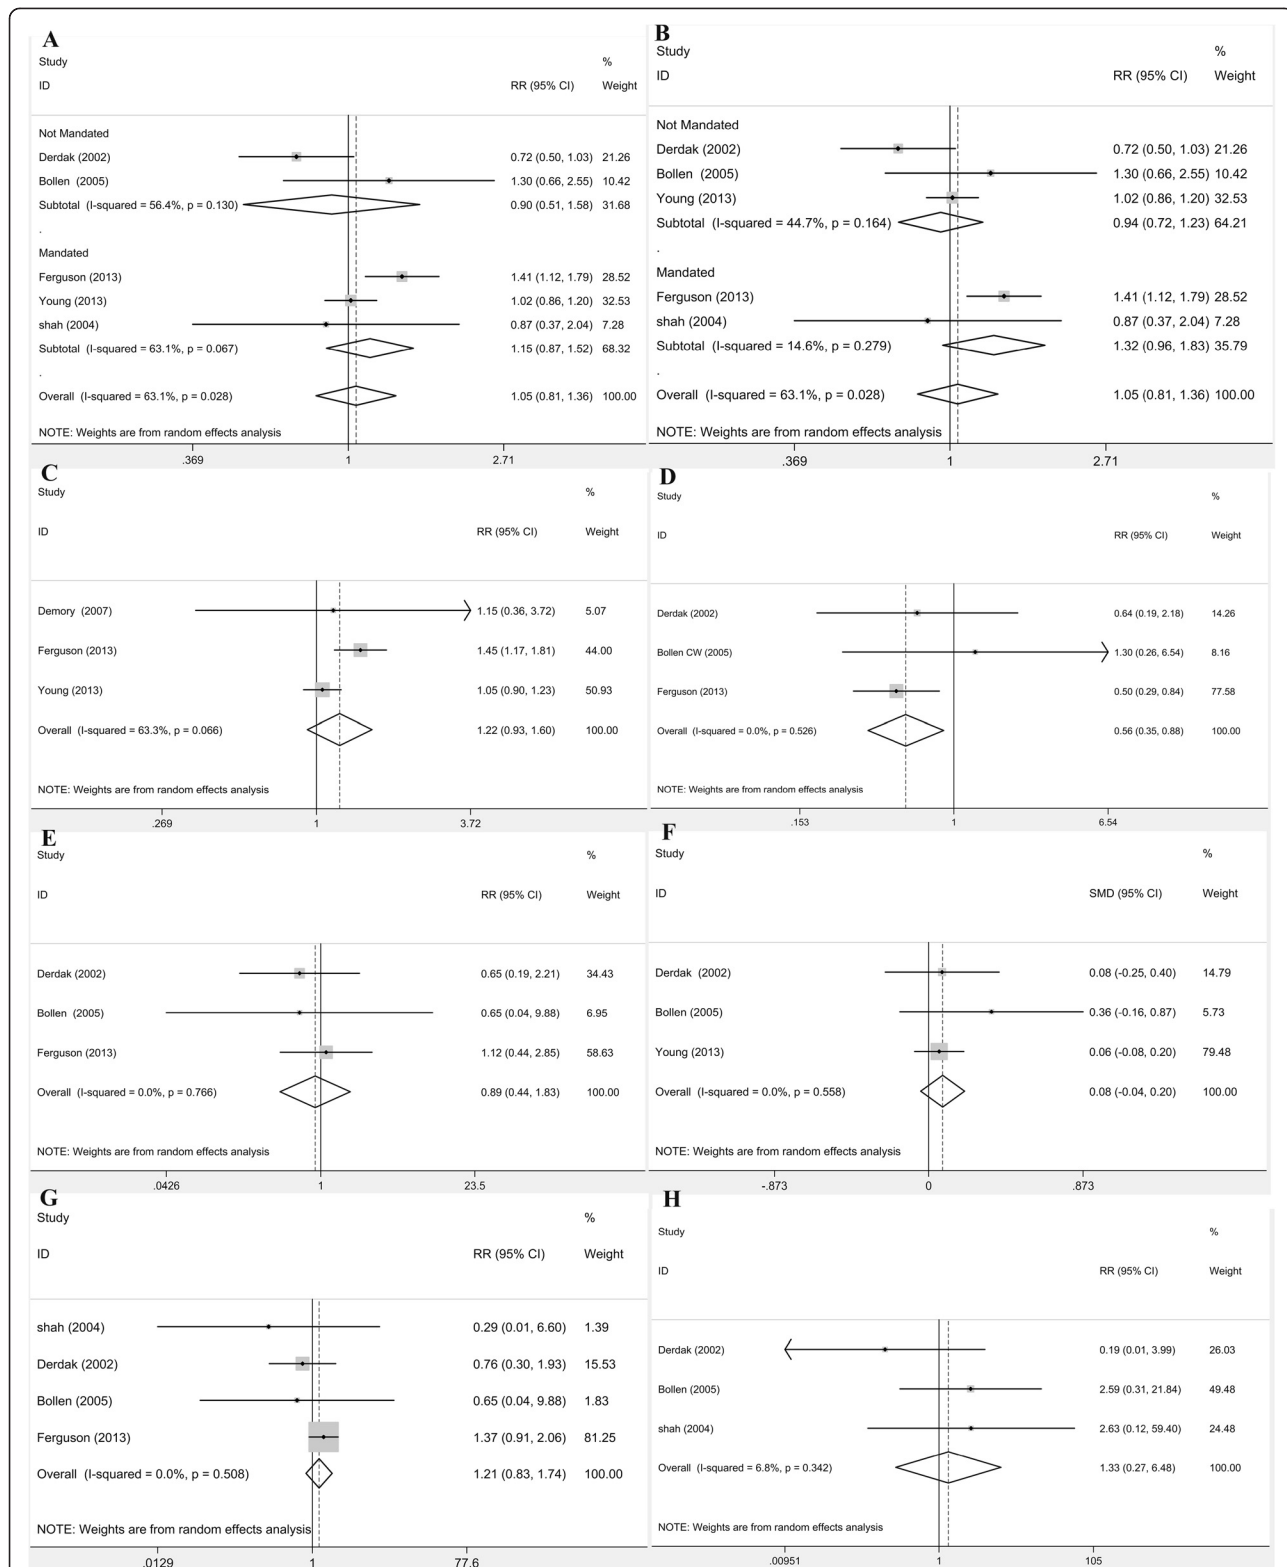 A
Study %
ID RR (95% CI) Weight
Not Mandated
Derdak (2002) 0.72 (0.50, 1.03) 21.26
Bollen (2005) 1.30 (0.66, 2.55) 10.42
Subtotal (I-squared = 56.4%, p = 0.130) 0.90 (0.51, 1.58) 31.68
.
Mandated
Ferguson (2013) 1.41 (1.12, 1.79) 28.52
Young (2013) 1.02 (0.86, 1.20) 32.53
shah (2004) 0.87 (0.37, 2.04) 7.28
Subtotal (I-squared = 63.1%, p = 0.067) 1.15 (0.87, 1.52) 68.32
.
Overall (I-squared = 63.1%, p = 0.028) 1.05 (0.81, 1.36) 100.00
NOTE: Weights are from random effects analysis
.369 1 2.71
B
Study %
ID RR (95% CI) Weight
Not Mandated
Derdak (2002) 0.72 (0.50, 1.03) 21.26
Bollen (2005) 1.30 (0.66, 2.55) 10.42
Young (2013) 1.02 (0.86, 1.20) 32.53
Subtotal (I-squared = 44.7%, p = 0.164) 0.94 (0.72, 1.23) 64.21
.
Mandated
Ferguson (2013) 1.41 (1.12, 1.79) 28.52
shah (2004) 0.87 (0.37, 2.04) 7.28
Subtotal (I-squared = 14.6%, p = 0.279) 1.32 (0.96, 1.83) 35.79
.
Overall (I-squared = 63.1%, p = 0.028) 1.05 (0.81, 1.36) 100.00
NOTE: Weights are from random effects analysis
.369 1 2.71
C
Study %
ID RR (95% CI) Weight
Demory (2007) 1.15 (0.36, 3.72) 5.07
Ferguson (2013) 1.45 (1.17, 1.81) 44.00
Young (2013) 1.05 (0.90, 1.23) 50.93
Overall (I-squared = 63.3%, p = 0.066) 1.22 (0.93, 1.60) 100.00
NOTE: Weights are from random effects analysis
.269 1 3.72
D
Study %
ID RR (95% CI) Weight
Derdak (2002) 0.64 (0.19, 2.18) 14.26
Bollen CW (2005) 1.30 (0.26, 6.54) 8.16
Ferguson (2013) 0.50 (0.29, 0.84) 77.58
Overall (I-squared = 0.0%, p = 0.526) 0.56 (0.35, 0.88) 100.00
NOTE: Weights are from random effects analysis
.153 1 6.54
E
Study %
ID RR (95% CI) Weight
Derdak (2002) 0.65 (0.19, 2.21) 34.43
Bollen (2005) 0.65 (0.04, 9.88) 6.95
Ferguson (2013) 1.12 (0.44, 2.85) 58.63
Overall (I-squared = 0.0%, p = 0.766) 0.89 (0.44, 1.83) 100.00
NOTE: Weights are from random effects analysis
.0426 1 23.5
F
Study %
ID SMD (95% CI) Weight
Derdak (2002) 0.08 (-0.25, 0.40) 14.79
Bollen (2005) 0.36 (-0.16, 0.87) 5.73
Young (2013) 0.06 (-0.08, 0.20) 79.48
Overall (I-squared = 0.0%, p = 0.558) 0.08 (-0.04, 0.20) 100.00
NOTE: Weights are from random effects analysis
-.873 0 .873
G
Study %
ID RR (95% CI) Weight
shah (2004) 0.29 (0.01, 6.60) 1.39
Derdak (2002) 0.76 (0.30, 1.93) 15.53
Bollen (2005) 0.65 (0.04, 9.88) 1.83
Ferguson (2013) 1.37 (0.91, 2.06) 81.25
Overall (I-squared = 0.0%, p = 0.508) 1.21 (0.83, 1.74) 100.00
NOTE: Weights are from random effects analysis
.0129 1 77.6
H
Study %
ID RR (95% CI) Weight
Derdak (2002) 0.19 (0.01, 3.99) 26.03
Bollen (2005) 2.59 (0.31, 21.84) 49.48
shah (2004) 2.63 (0.12, 59.40) 24.48
Overall (I-squared = 6.8%, p = 0.342) 1.33 (0.27, 6.48) 100.00
NOTE: Weights are from random effects analysis
.00951 1 105